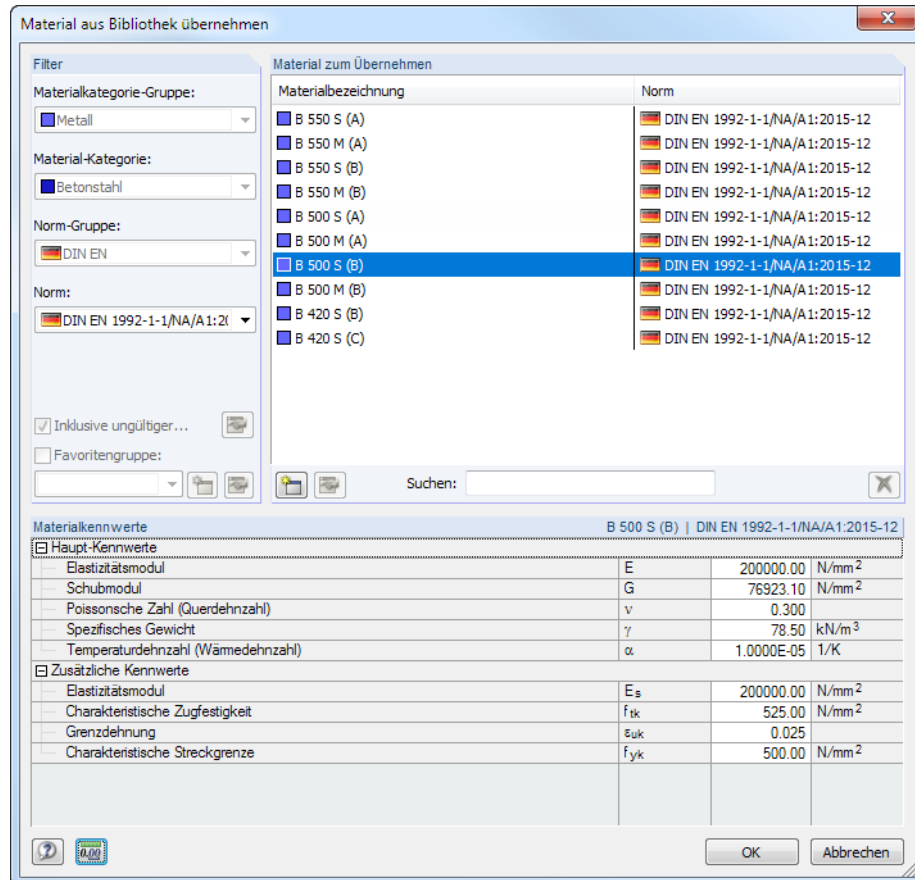 Material aus Bibliothek übernehmen
Filter
Materialkategorie-Gruppe:
Metall
Material-Kategorie:
Betonstahl
Norm-Gruppe:
DIN EN
Norm:
DIN EN 1992-1-1/NA/A1:20
Inklusive ungültiger...
Favoritengruppe:
Material zum Übernehmen
Materialbezeichnung Norm
B 550 S (A) DIN EN 1992-1-1/NA/A1:2015-12
B 550 M (A) DIN EN 1992-1-1/NA/A1:2015-12
B 550 S (B) DIN EN 1992-1-1/NA/A1:2015-12
B 550 M (B) DIN EN 1992-1-1/NA/A1:2015-12
B 500 S (A) DIN EN 1992-1-1/NA/A1:2015-12
B 500 M (A) DIN EN 1992-1-1/NA/A1:2015-12
B 500 S (B) DIN EN 1992-1-1/NA/A1:2015-12
B 500 M (B) DIN EN 1992-1-1/NA/A1:2015-12
B 420 S (B) DIN EN 1992-1-1/NA/A1:2015-12
B 420 S (C) DIN EN 1992-1-1/NA/A1:2015-12
Suchen:
Materialkennwerte B 500 S (B) | DIN EN 1992-1-1/NA/A1:2015-12
Haupt-Kennwerte
Elastizitätsmodul E 200000.00 N/mm²
Schubmodul G 76923.10 N/mm²
Poissonsche Zahl (Querdehnzahl) ν 0.300
Spezifisches Gewicht γ 78.50 kN/m³
Temperaturdehnzahl (Wärmedehnzahl) α 1.0000E-05 1/K
Zusätzliche Kennwerte
Elastizitätsmodul Es 200000.00 N/mm²
Charakteristische Zugfestigkeit ftk 525.00 N/mm²
Grenzdehnung εuk 0.025
Charakteristische Streckgrenze fyk 500.00 N/mm²
0.00
OK Abbrechen